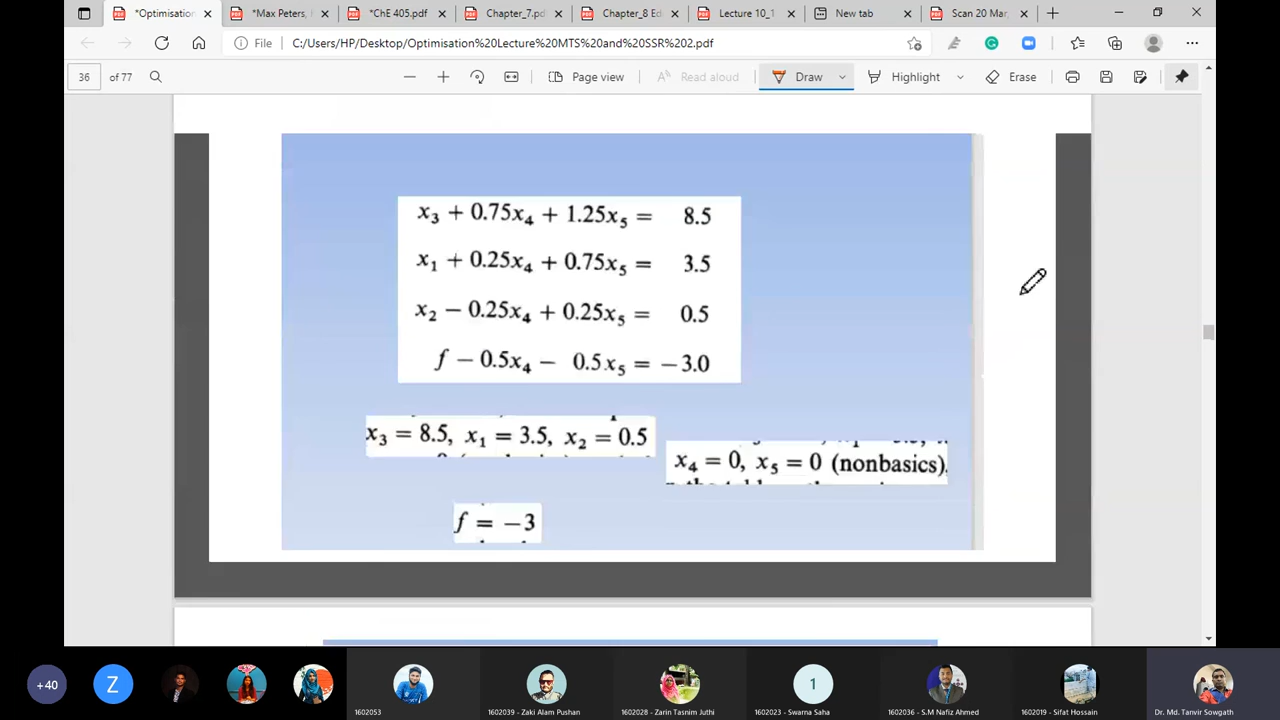 *Optimisation
*Max Peters,
*ChE 405.pdf
Chapter_7.pd
Chapter_8 Ed
Lecture 10_1
New tab
Scan 20 Mar
File
C:/Users/HP/Desktop/Optimisation%20Lecture%20MTS%20and%20SSR%202.pdf
36 of 77
Page view
Read aloud
Draw
Highlight
Erase
x₃ + 0.75x₄ + 1.25x₅ = 8.5
x₁ + 0.25x₄ + 0.75x₅ = 3.5
x₂ − 0.25x₄ + 0.25x₅ = 0.5
f − 0.5x₄ − 0.5x₅ = −3.0
x₃ = 8.5, x₁ = 3.5, x₂ = 0.5
x₄ = 0, x₅ = 0 (nonbasics),
f = −3
+40
Z
1
1602053
1602039 - Zaki Alam Pushan
1602028 - Zarin Tasnim Juthi
1602023 - Swarna Saha
1602036 - S.M Nafiz Ahmed
1602019 - Sifat Hossain
Dr. Md. Tanvir Sowgath